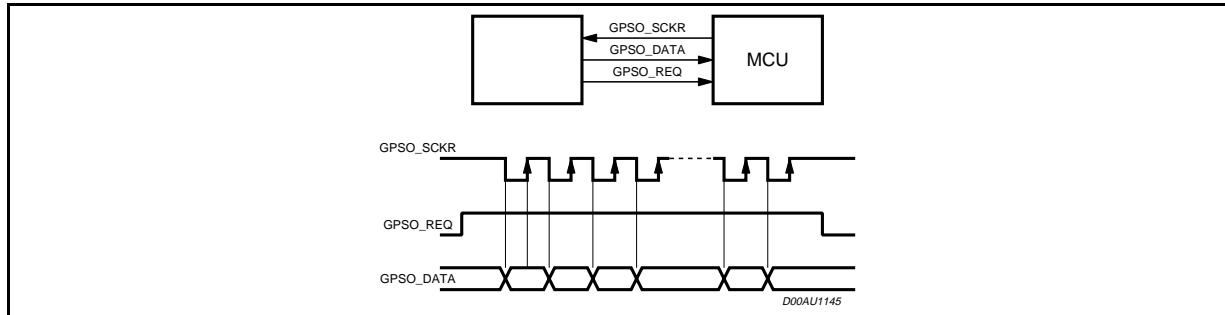 GPSO_SCKR
GPSO_DATA
GPSO_REQ
MCU
GPSO_SCKR
GPSO_REQ
GPSO_DATA
D00AU1145